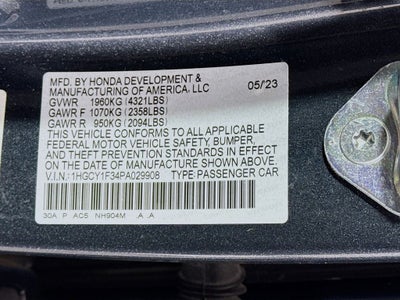 MFD. BY HONDA DEVELOPMENT &
MANUFACTURING OF AMERICA, LLC
05/23
GVWR 1960KG (4321LBS)
GAWR F 1070KG (2358LBS)
GAWR R 950KG (2094LBS)
THIS VEHICLE CONFORMS TO ALL APPLICABLE
FEDERAL MOTOR VEHICLE SAFETY, BUMPER,
AND THEFT PREVENTION STANDARDS IN EFFECT
ON THE DATE OF MANUFACTURE SHOWN ABOVE.
V.I.N.: 1HGCY1F34PA029908 TYPE: PASSENGER CAR
30A P AC5 NH904M A A